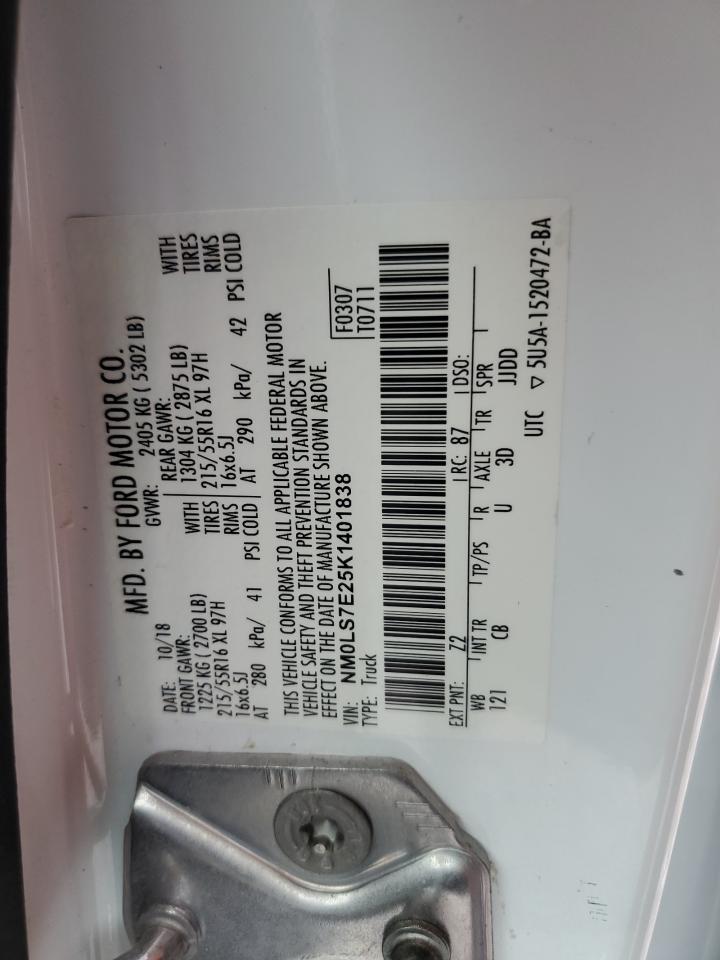 MFD. BY FORD MOTOR CO.
DATE: 10/18 GVWR: 2405 KG ( 5302 LB)
FRONT GAWR: REAR GAWR:
1225 KG ( 2700 LB) WITH 1304 KG ( 2875 LB) WITH
215/55R16 XL 97H TIRES 215/55R16 XL 97H TIRES
16x6.5J RIMS 16x6.5J RIMS
AT 280 kPa/ 41 PSI COLD AT 290 kPa/ 42 PSI COLD
THIS VEHICLE CONFORMS TO ALL APPLICABLE FEDERAL MOTOR
VEHICLE SAFETY AND THEFT PREVENTION STANDARDS IN
EFFECT ON THE DATE OF MANUFACTURE SHOWN ABOVE.
VIN: NM0LS7E25K1401838 F0307
TYPE: Truck T0711
EXT PNT: Z2 RC: 87 DSO:
WB INT TR TP/PS R AXLE TR SPR
121 CB U 3D JJDD
UTC ▽ 5U5A-1520472-BA